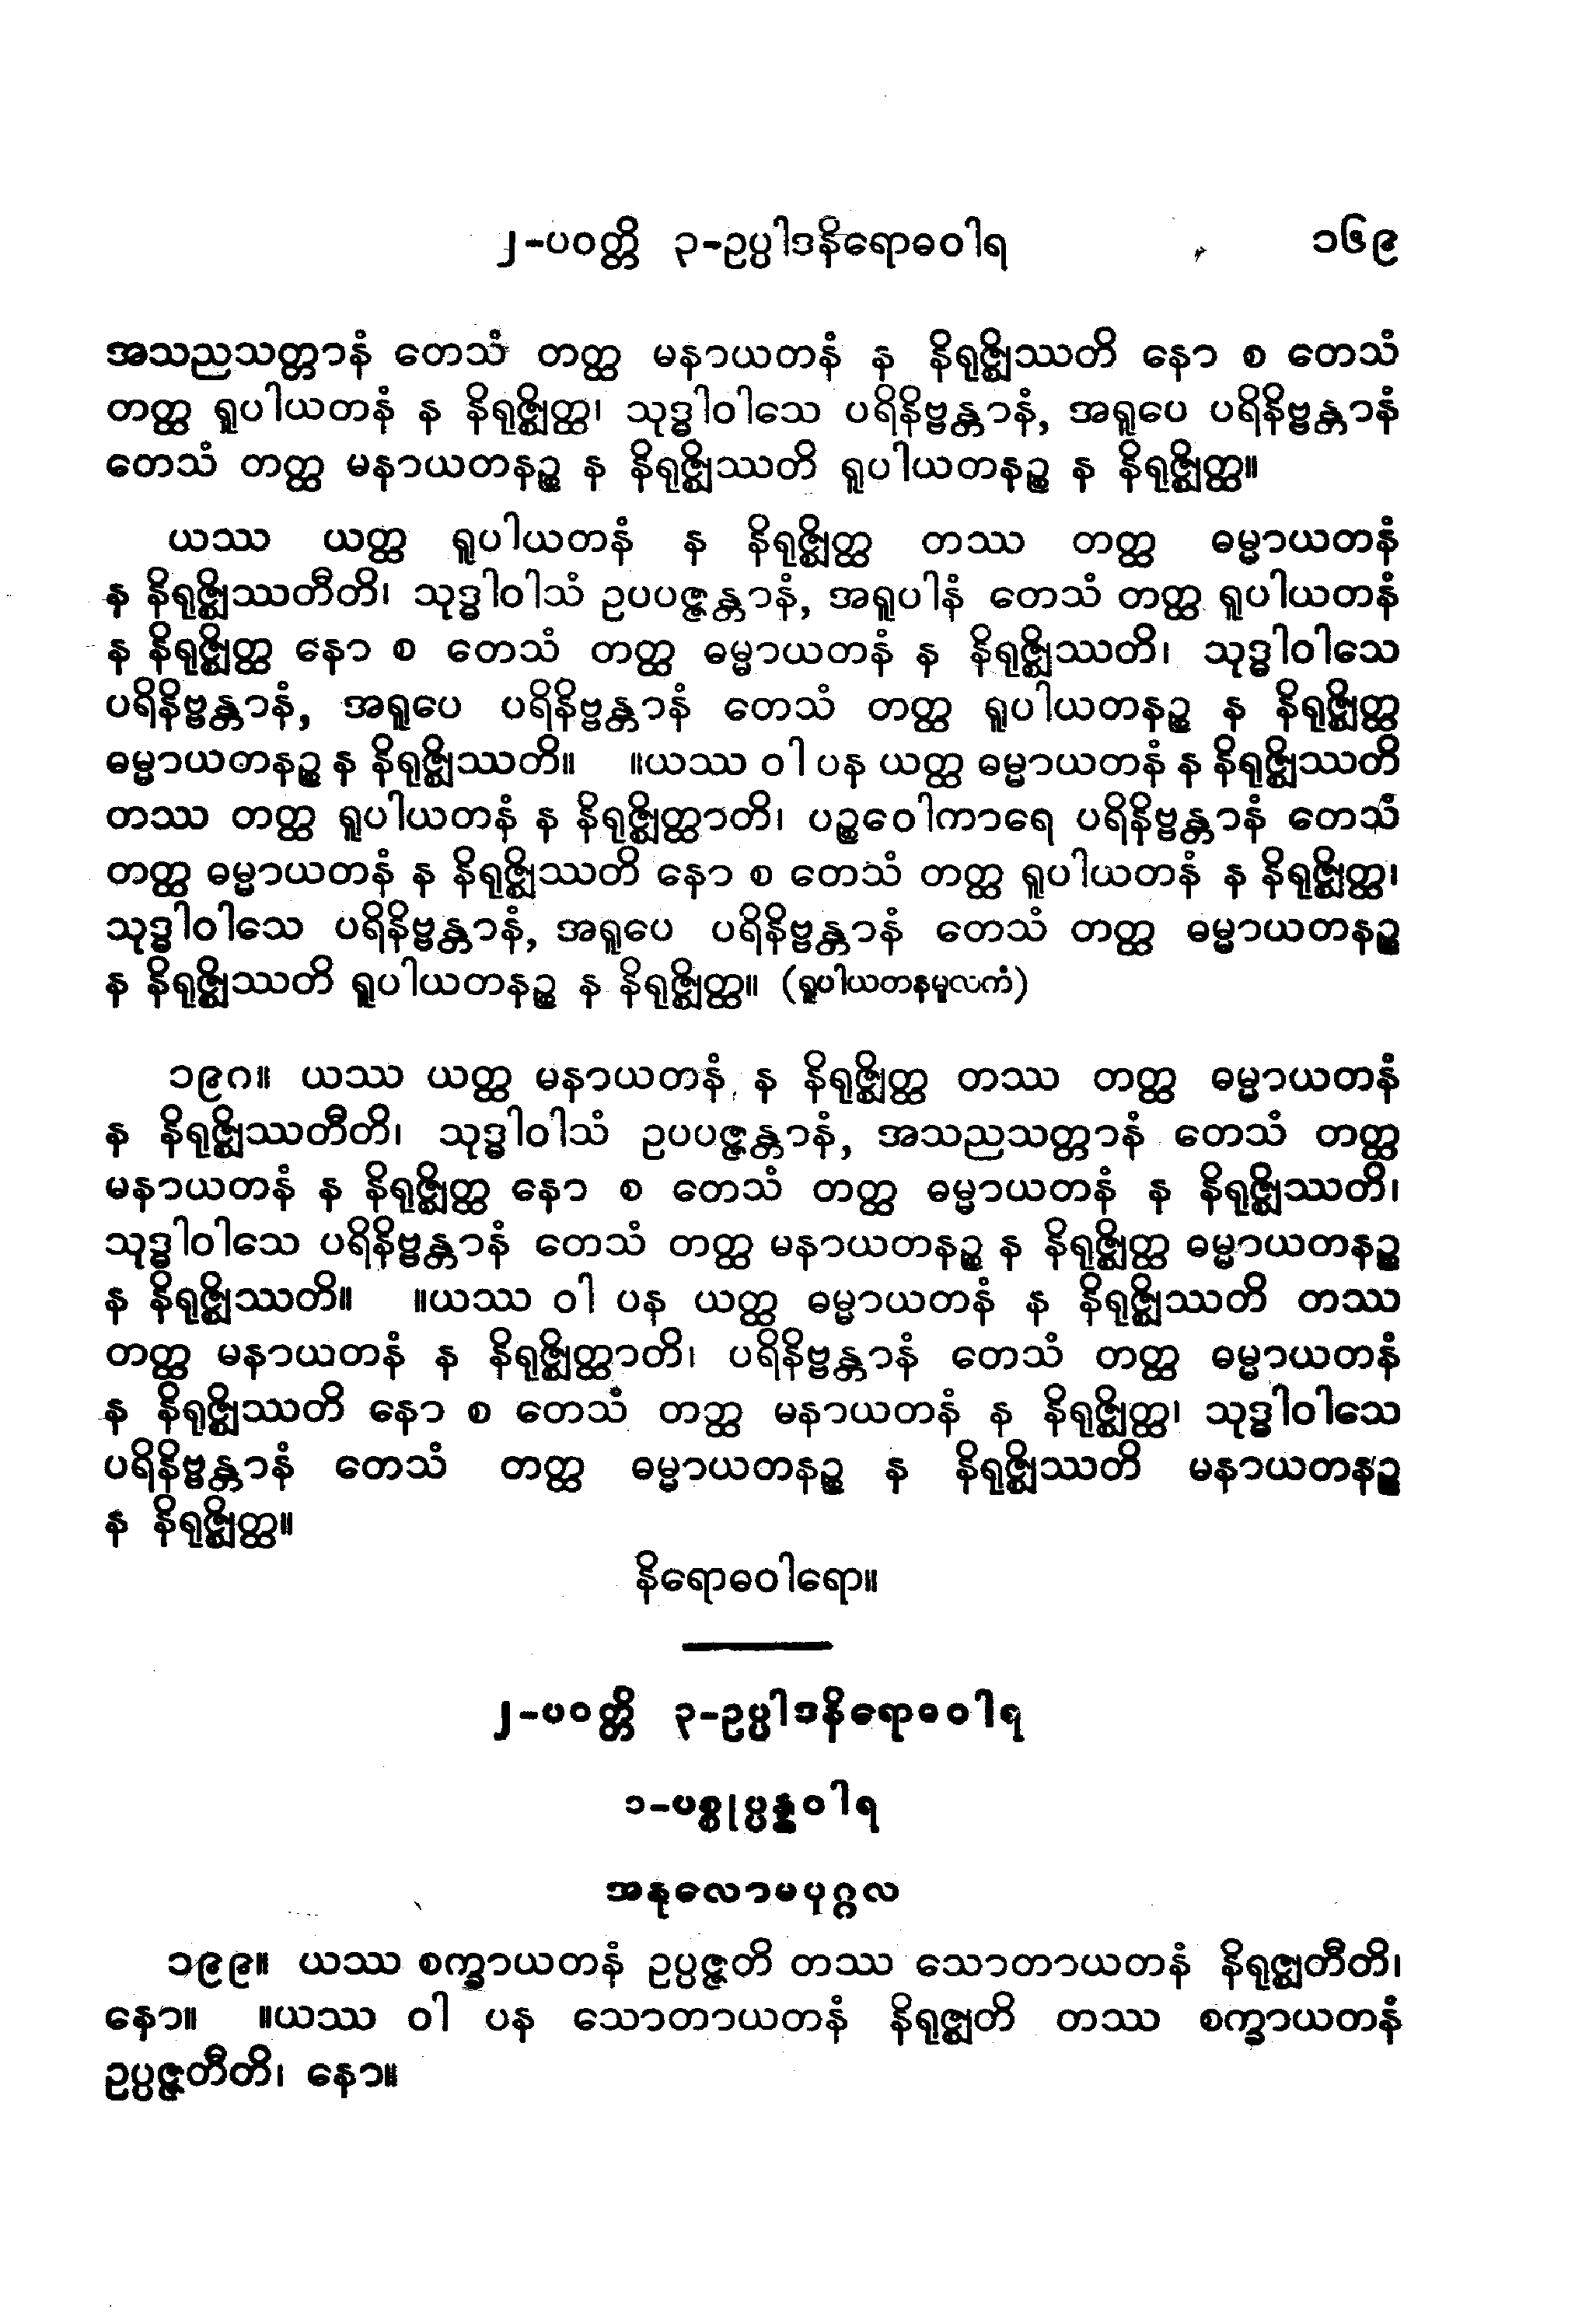 ၂-ပဝတ္တိ ၃-ဥပ္ပါဒနိရောဓဝါရ ၁၆၉
အသညသတ္တာနံ တေသံ တတ္ထ မနာယတနံ န နိရုဇ္ဈိဿတိ နော စ တေသံ
တတ္ထ ရူပါယတနံ န နိရုဇ္ဈိတ္ထ၊ သုဒ္ဓါဝါသေ ပရိနိဗ္ဗန္တာနံ, အရူပေ ပရိနိဗ္ဗန္တာနံ
တေသံ တတ္ထ မနာယတနဉ္စ န နိရုဇ္ဈိဿတိ ရူပါယတနဉ္စ န နိရုဇ္ဈိတ္ထ။
ယဿ ယတ္ထ ရူပါယတနံ န နိရုဇ္ဈိတ္ထ တဿ တတ္ထ ဓမ္မာယတနံ
န နိရုဇ္ဈိဿတီတိ၊ သုဒ္ဓါဝါသံ ဥပပဇ္ဇန္တာနံ, အရူပါနံ တေသံ တတ္ထ ရူပါယတနံ
န နိရုဇ္ဈိတ္ထ နော စ တေသံ တတ္ထ ဓမ္မာယတနံ န နိရုဇ္ဈိဿတိ၊ သုဒ္ဓါဝါသေ
ပရိနိဗ္ဗန္တာနံ, အရူပေ ပရိနိဗ္ဗန္တာနံ တေသံ တတ္ထ ရူပါယတနဉ္စ န နိရုဇ္ဈိတ္ထ
ဓမ္မာယတနဉ္စ န နိရုဇ္ဈိဿတိ။ ။ယဿ ဝါ ပန ယတ္ထ ဓမ္မာယတနံ န နိရုဇ္ဈိဿတိ
တဿ တတ္ထ ရူပါယတနံ န နိရုဇ္ဈိတ္ထာတိ၊ ပဉ္စဝေါကာရေ ပရိနိဗ္ဗန္တာနံ တေသံ
တတ္ထ ဓမ္မာယတနံ န နိရုဇ္ဈိဿတိ နော စ တေသံ တတ္ထ ရူပါယတနံ န နိရုဇ္ဈိတ္ထ၊
သုဒ္ဓါဝါသေ ပရိနိဗ္ဗန္တာနံ, အရူပေ ပရိနိဗ္ဗန္တာနံ တေသံ တတ္ထ ဓမ္မာယတနဉ္စ
န နိရုဇ္ဈိဿတိ ရူပါယတနဉ္စ န နိရုဇ္ဈိတ္ထ။ (ရူပါယတနမူလကံ)
၁၉၈။ ယဿ ယတ္ထ မနာယတနံ န နိရုဇ္ဈိတ္ထ တဿ တတ္ထ ဓမ္မာယတနံ
န နိရုဇ္ဈိဿတီတိ၊ သုဒ္ဓါဝါသံ ဥပပဇ္ဇန္တာနံ, အသညသတ္တာနံ တေသံ တတ္ထ
မနာယတနံ န နိရုဇ္ဈိတ္ထ နော စ တေသံ တတ္ထ ဓမ္မာယတနံ န နိရုဇ္ဈိဿတိ၊
သုဒ္ဓါဝါသေ ပရိနိဗ္ဗန္တာနံ တေသံ တတ္ထ မနာယတနဉ္စ န နိရုဇ္ဈိတ္ထ ဓမ္မာယတနဉ္စ
န နိရုဇ္ဈိဿတိ။ ။ယဿ ဝါ ပန ယတ္ထ ဓမ္မာယတနံ န နိရုဇ္ဈိဿတိ တဿ
တတ္ထ မနာယတနံ န နိရုဇ္ဈိတ္ထာတိ၊ ပရိနိဗ္ဗန္တာနံ တေသံ တတ္ထ ဓမ္မာယတနံ
န နိရုဇ္ဈိဿတိ နော စ တေသံ တတ္ထ မနာယတနံ န နိရုဇ္ဈိတ္ထ၊ သုဒ္ဓါဝါသေ
ပရိနိဗ္ဗန္တာနံ တေသံ တတ္ထ ဓမ္မာယတနဉ္စ န နိရုဇ္ဈိဿတိ မနာယတနဉ္စ
န နိရုဇ္ဈိတ္ထ။
နိရောဓဝါရော။
၂-ပဝတ္တိ ၃-ဥပ္ပါဒနိရောဓဝါရ
၁-ပစ္စုပ္ပန္နဝါရ
အနုလောမပုဂ္ဂလ
၁၉၉။ ယဿ စက္ခာယတနံ ဥပ္ပဇ္ဇတိ တဿ သောတာယတနံ နိရုဇ္ဈတီတိ၊
နော။ ။ယဿ ဝါ ပန သောတာယတနံ နိရုဇ္ဈတိ တဿ စက္ခာယတနံ
ဥပ္ပဇ္ဇတီတိ၊ နော။